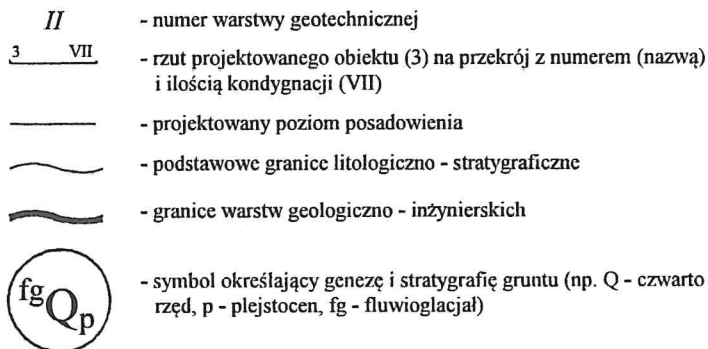 II - numer warstwy geotechnicznej
3 VII - rzut projektowanego obiektu (3) na przekrój z numerem (nazwą)
i ilością kondygnacji (VII)
- projektowany poziom posadowienia
- podstawowe granice litologiczno - stratygraficzne
- granice warstw geologiczno - inżynierskich
fgQp - symbol określający genezę i stratygrafię gruntu (np. Q - czwarto
rzęd, p - plejstocen, fg - fluwioglacjał)